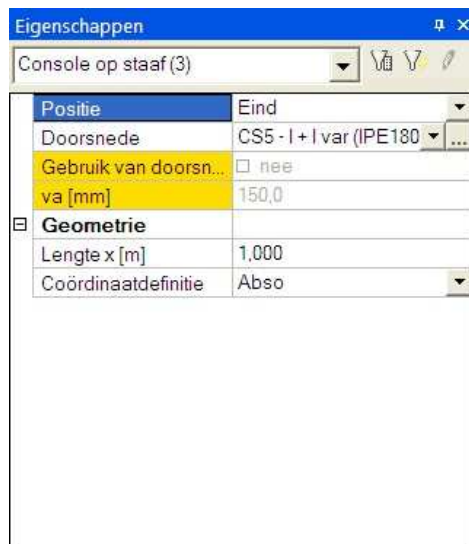 Eigenschappen
Console op staaf (3)
Positie Eind
Doorsnede CS5 - I + I var (IPE180 ...
Gebruik van doorsn... nee
va [mm] 150,0
Geometrie
Lengte x [m] 1,000
Coördinaatdefinitie Abso